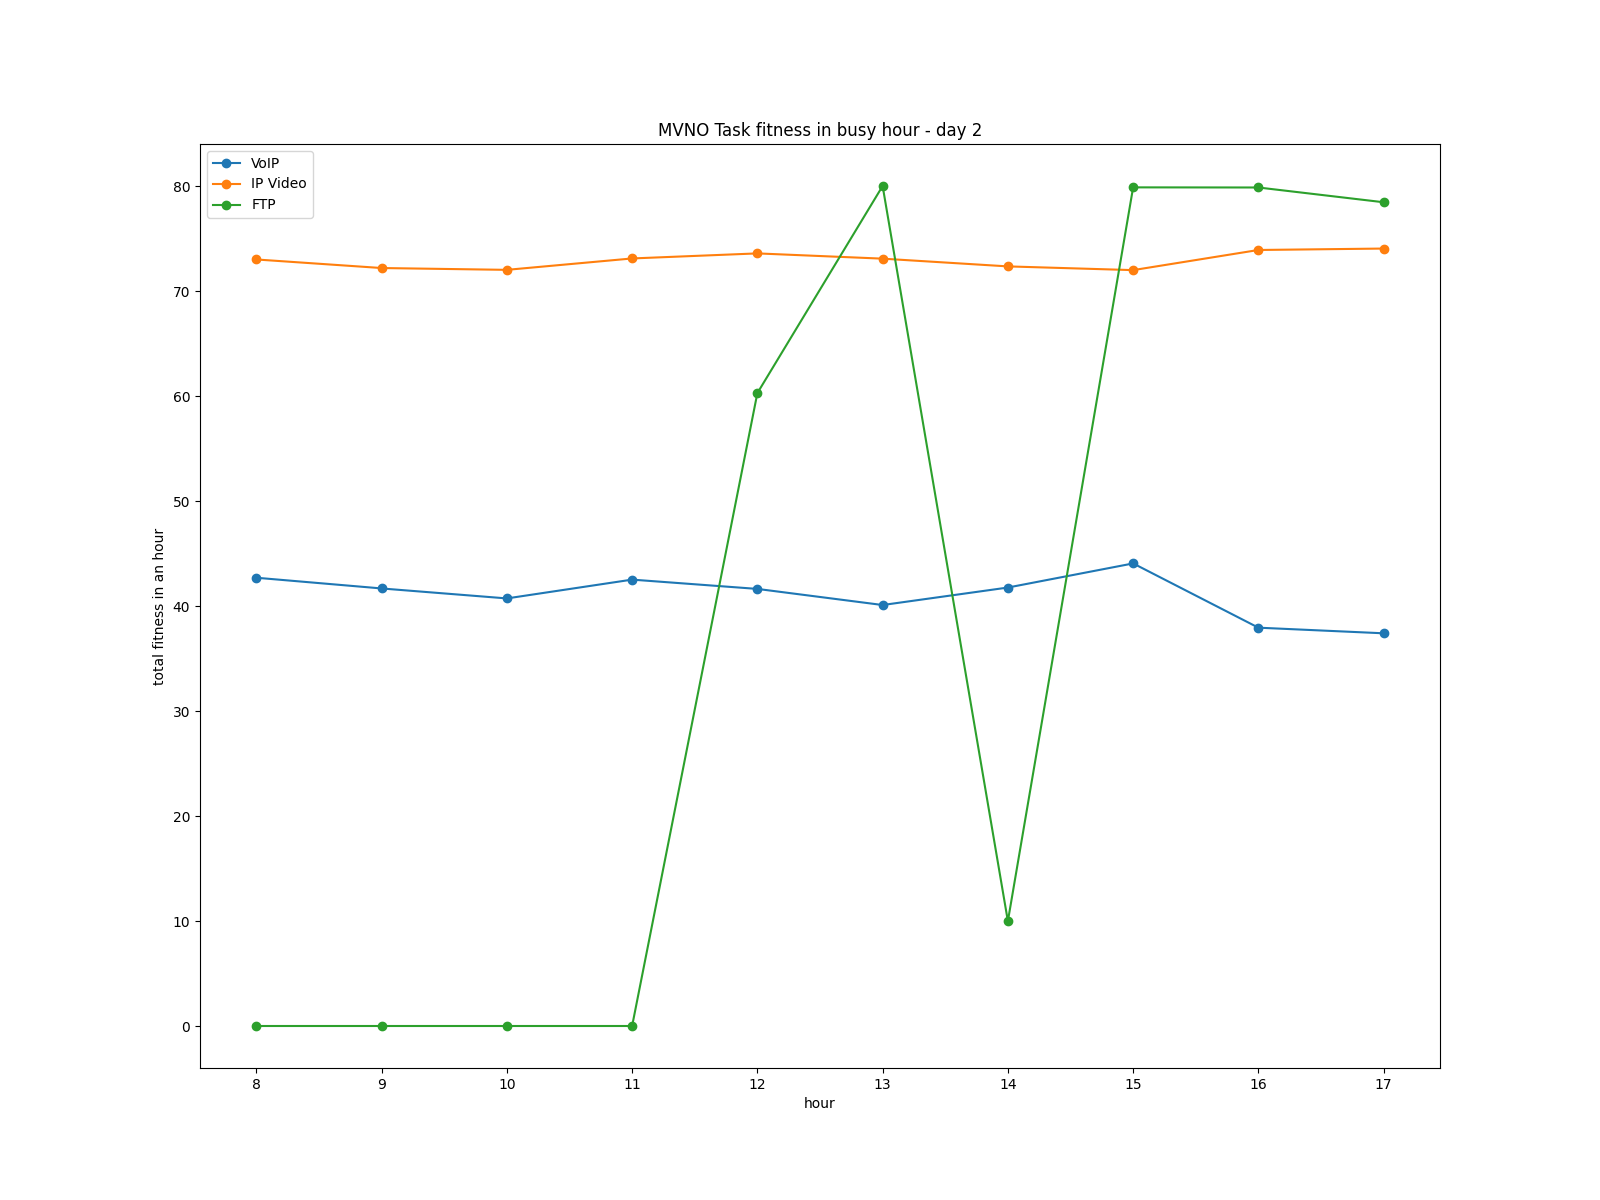 MVNO Task fitness in busy hour - day 2
VoIP
IP Video
FTP
total fitness in an hour
80
70
60
50
40
30
20
10
0
8 9 10 11 12 13 14 15 16 17
hour